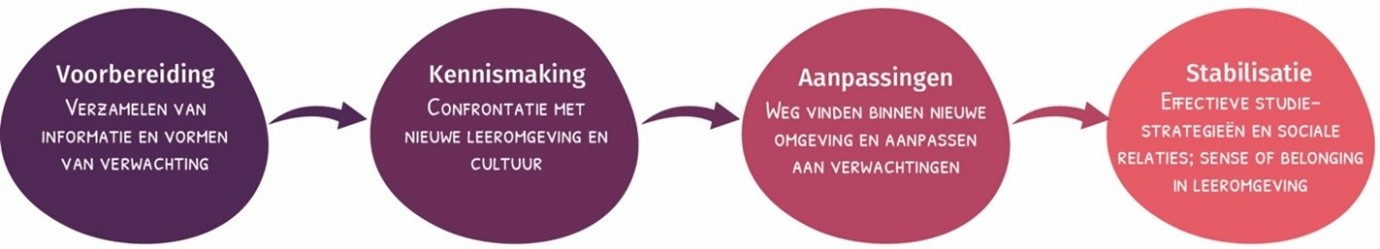 Voorbereiding
Verzamelen van
informatie en vormen
van verwachting
Kennismaking
Confrontatie met
nieuwe leeromgeving en
cultuur
Aanpassingen
Weg vinden binnen nieuwe
omgeving en aanpassen
aan verwachtingen
Stabilisatie
Effectieve studie-
strategieën en sociale
relaties; sense of belonging
in leeromgeving